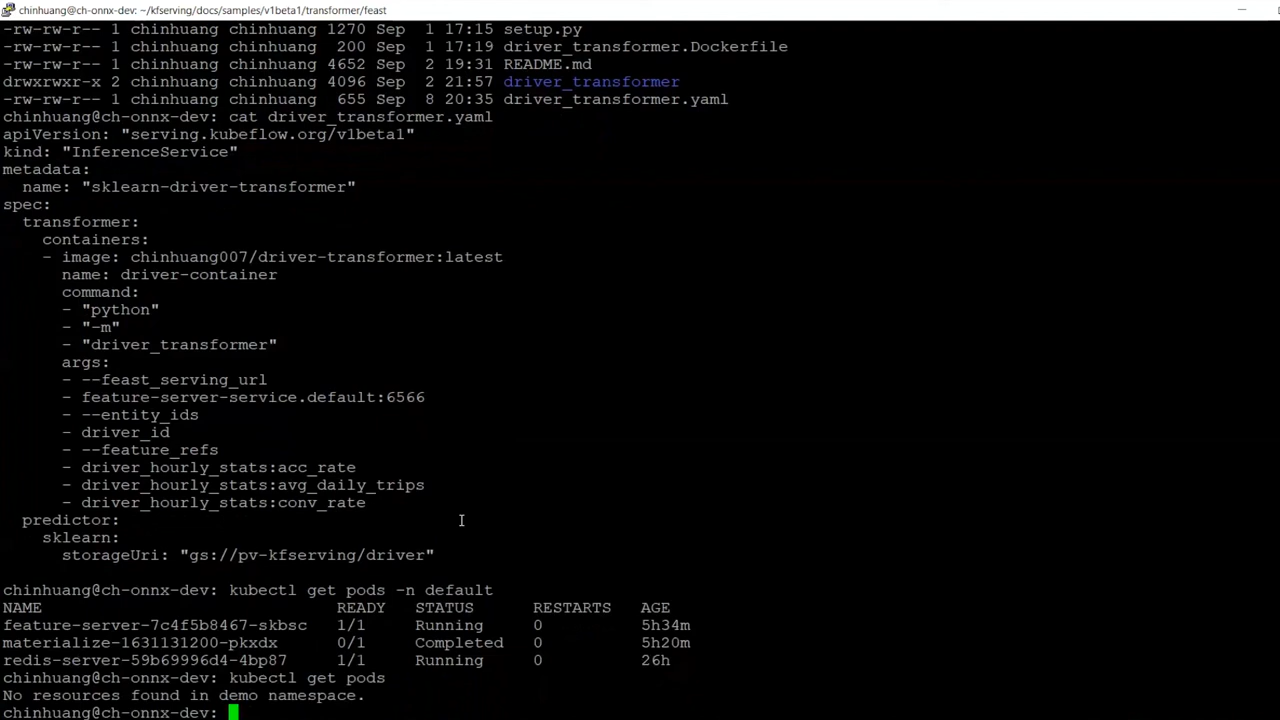 chinhuang@ch-onnx-dev: ~/kfserving/docs/samples/v1beta1/transformer/feast
-rw-rw-r-- 1 chinhuang chinhuang 1270 Sep  1 17:15 setup.py
-rw-rw-r-- 1 chinhuang chinhuang  200 Sep  1 17:19 driver_transformer.Dockerfile
-rw-rw-r-- 1 chinhuang chinhuang 4652 Sep  2 19:31 README.md
drwxrwxr-x 2 chinhuang chinhuang 4096 Sep  2 21:57 driver_transformer
-rw-rw-r-- 1 chinhuang chinhuang  655 Sep  8 20:35 driver_transformer.yaml
chinhuang@ch-onnx-dev: cat driver_transformer.yaml
apiVersion: "serving.kubeflow.org/v1beta1"
kind: "InferenceService"
metadata:
  name: "sklearn-driver-transformer"
spec:
  transformer:
    containers:
    - image: chinhuang007/driver-transformer:latest
      name: driver-container
      command:
      - "python"
      - "-m"
      - "driver_transformer"
      args:
      - --feast_serving_url
      - feature-server-service.default:6566
      - --entity_ids
      - driver_id
      - --feature_refs
      - driver_hourly_stats:acc_rate
      - driver_hourly_stats:avg_daily_trips
      - driver_hourly_stats:conv_rate
  predictor:
    sklearn:
      storageUri: "gs://pv-kfserving/driver"
chinhuang@ch-onnx-dev: kubectl get pods -n default
NAME                              READY   STATUS      RESTARTS   AGE
feature-server-7c4f5b8467-skbsc   1/1     Running     0          5h34m
materialize-1631131200-pkxdx      0/1     Completed   0          5h20m
redis-server-59b69996d4-4bp87     1/1     Running     0          26h
chinhuang@ch-onnx-dev: kubectl get pods
No resources found in demo namespace.
chinhuang@ch-onnx-dev: